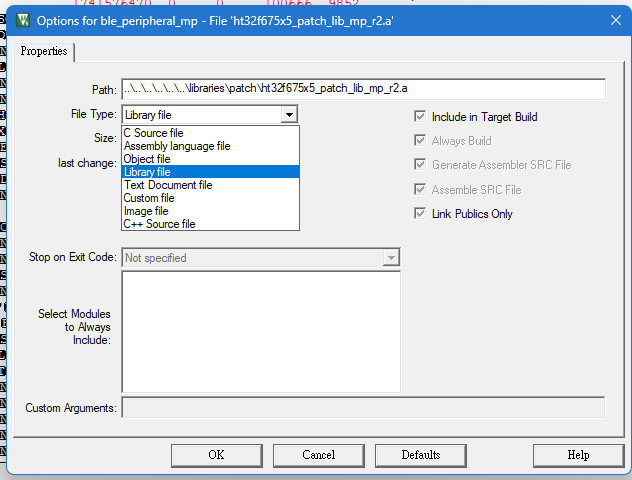 Options for ble_peripheral_mp - File 'ht32f675x5_patch_lib_mp_r2.a'
Properties
Path: ..\..\..\..\..\..\libraries\patch\ht32f675x5_patch_lib_mp_r2.a
File Type: Library file
Include in Target Build
C Source file
Size:
Assembly language file
Always Build
Object file
last change:
Library file
Generate Assembler SRC File
Text Document file
Custom file
Assemble SRC File
Image file
Link Publics Only
C++ Source file
Stop on Exit Code: Not specified
Select Modules
to Always
Include:
Custom Arguments:
OK Cancel Defaults Help